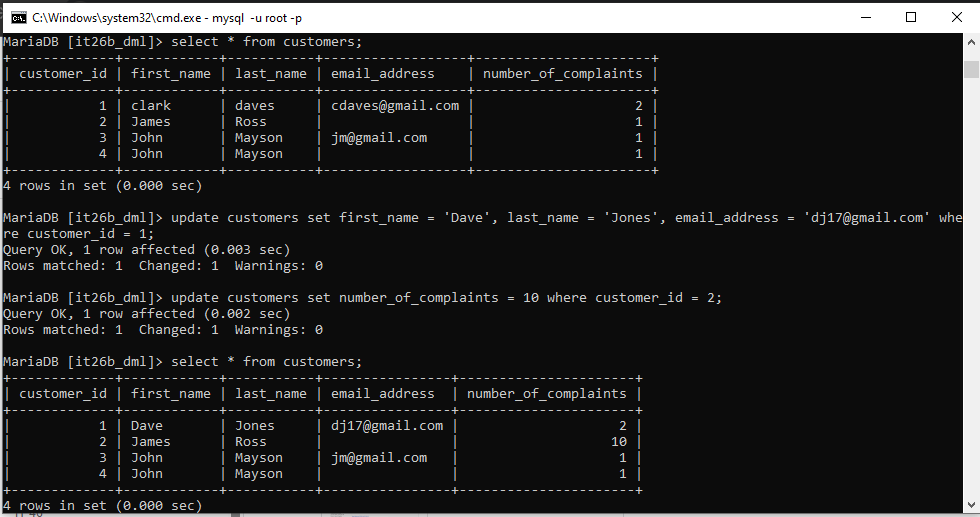 C:\Windows\system32\cmd.exe - mysql  -u root -p
MariaDB [it26b_dml]> select * from customers;
+-------------+------------+-----------+------------------+----------------------+
| customer_id | first_name | last_name | email_address    | number_of_complaints |
+-------------+------------+-----------+------------------+----------------------+
|           1 | clark      | daves     | cdaves@gmail.com |                    2 |
|           2 | James      | Ross      |                  |                    1 |
|           3 | John       | Mayson    | jm@gmail.com     |                    1 |
|           4 | John       | Mayson    |                  |                    1 |
+-------------+------------+-----------+------------------+----------------------+
4 rows in set (0.000 sec)
MariaDB [it26b_dml]> update customers set first_name = 'Dave', last_name = 'Jones', email_address = 'dj17@gmail.com' whe
re customer_id = 1;
Query OK, 1 row affected (0.003 sec)
Rows matched: 1  Changed: 1  Warnings: 0
MariaDB [it26b_dml]> update customers set number_of_complaints = 10 where customer_id = 2;
Query OK, 1 row affected (0.002 sec)
Rows matched: 1  Changed: 1  Warnings: 0
MariaDB [it26b_dml]> select * from customers;
+-------------+------------+-----------+----------------+----------------------+
| customer_id | first_name | last_name | email_address  | number_of_complaints |
+-------------+------------+-----------+----------------+----------------------+
|           1 | Dave       | Jones     | dj17@gmail.com |                    2 |
|           2 | James      | Ross      |                |                   10 |
|           3 | John       | Mayson    | jm@gmail.com   |                    1 |
|           4 | John       | Mayson    |                |                    1 |
+-------------+------------+-----------+----------------+----------------------+
4 rows in set (0.000 sec)